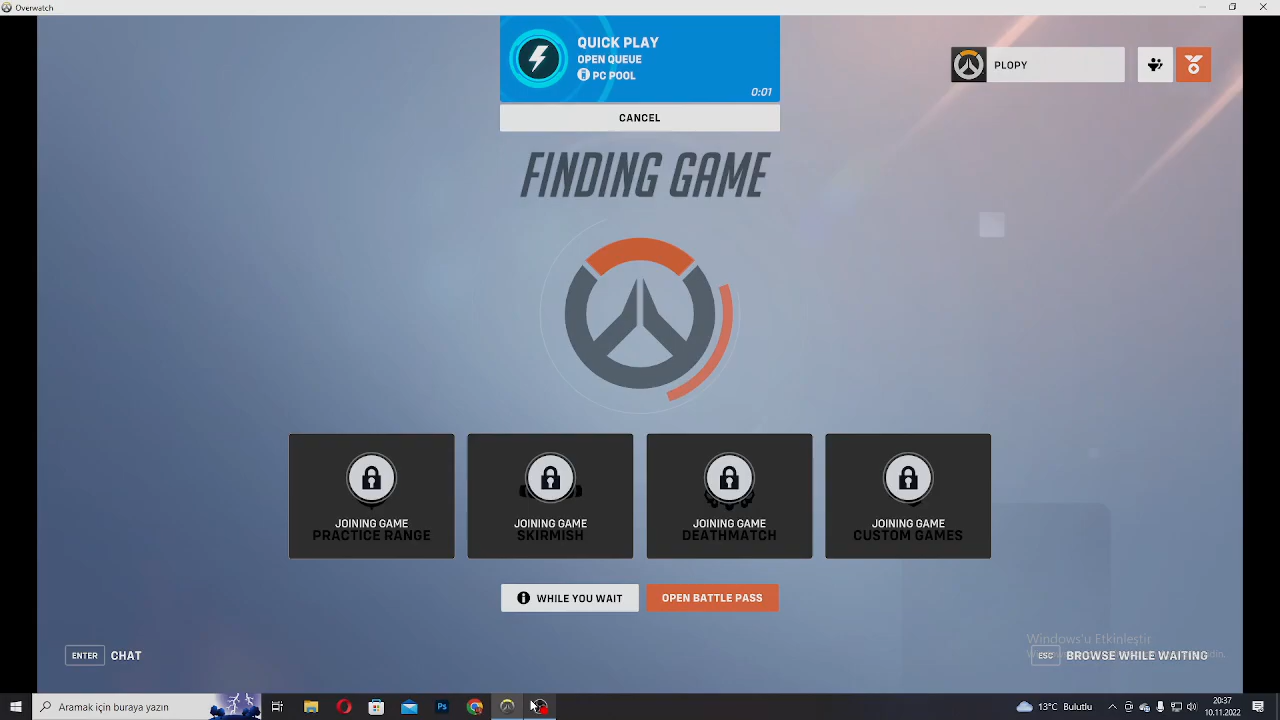 Overwatch
QUICK PLAY
OPEN QUEUE
PC POOL
0:01
PLOPY
CANCEL
FINDING GAME
JOINING GAME
PRACTICE RANGE
JOINING GAME
SKIRMISH
JOINING GAME
DEATHMATCH
JOINING GAME
CUSTOM GAMES
WHILE YOU WAIT
OPEN BATTLE PASS
ENTER
CHAT
Windows'u Etkinleştir
ESC
BROWSE WHILE WAITING
Aramak için buraya yazın
Ps
13°C Bulutlu
20:37
10.11.2022